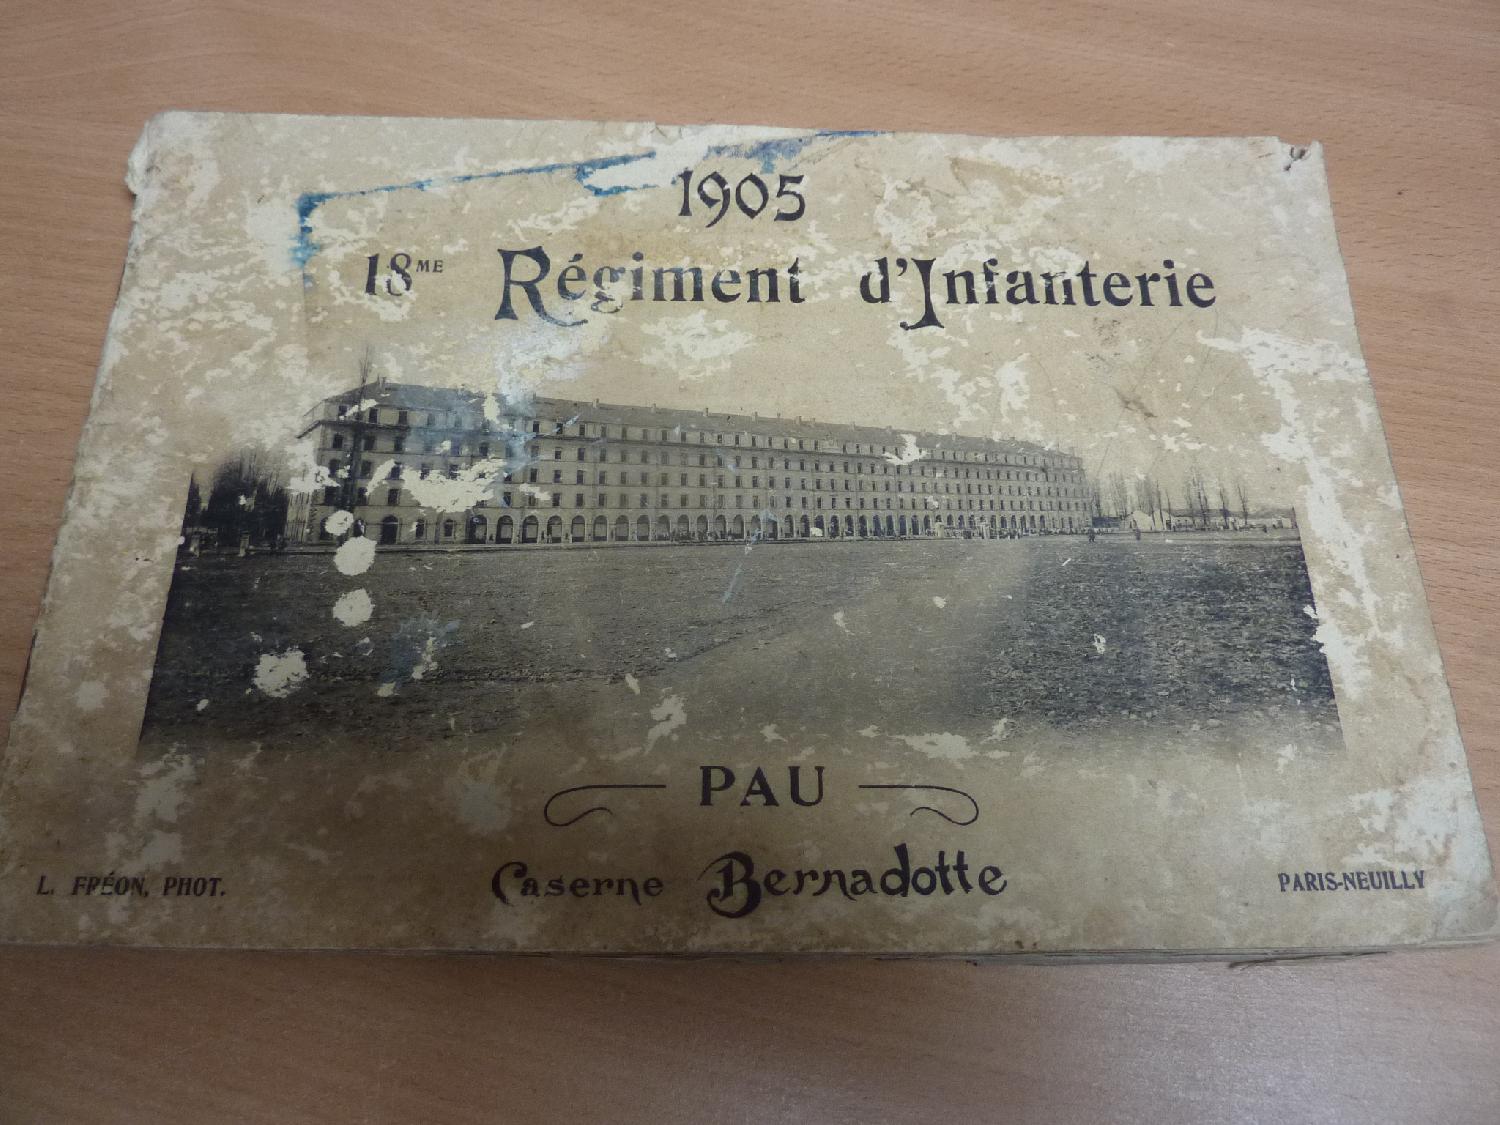 1905
18ME Régiment d'Infanterie
PAU
Caserne Bernadotte
L. FRÉON, PHOT.
PARIS-NEUILLY